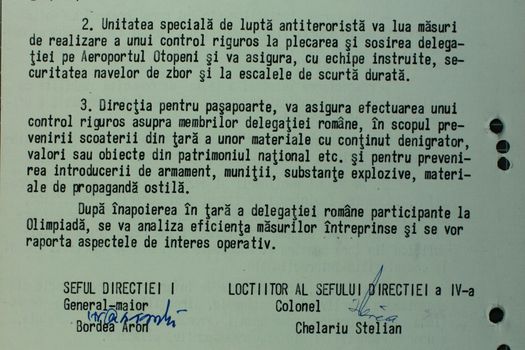 2. Unitatea specială de luptă antiteroristă va lua măsuri
de realizare a unui control riguros la plecarea şi sosirea delega-
ţiei pe Aeroportul Otopeni şi va asigura, cu echipe instruite, se-
curitatea navelor de zbor şi la escalele de scurtă durată.
3. Direcţia pentru paşapoarte, va asigura efectuarea unui
control riguros asupra membrilor delegaţiei române, în scopul pre-
venirii scoaterii din ţară a unor materiale cu conţinut denigrator,
valori sau obiecte din patrimoniul naţional etc. şi pentru preveni-
rea introducerii de armament, muniţii, substanţe explozive, materi-
ale de propagandă ostilă.
După înapoierea în ţară a delegaţiei române participante la
Olimpiadă, se va analiza eficienţa măsurilor întreprinse şi se vor
raporta aspectele de interes operativ.
SEFUL DIRECTIEI I LOCTIITOR AL SEFULUI DIRECTIEI a IV-a
General-maior Colonel
Bordea Aron Chelariu Stelian